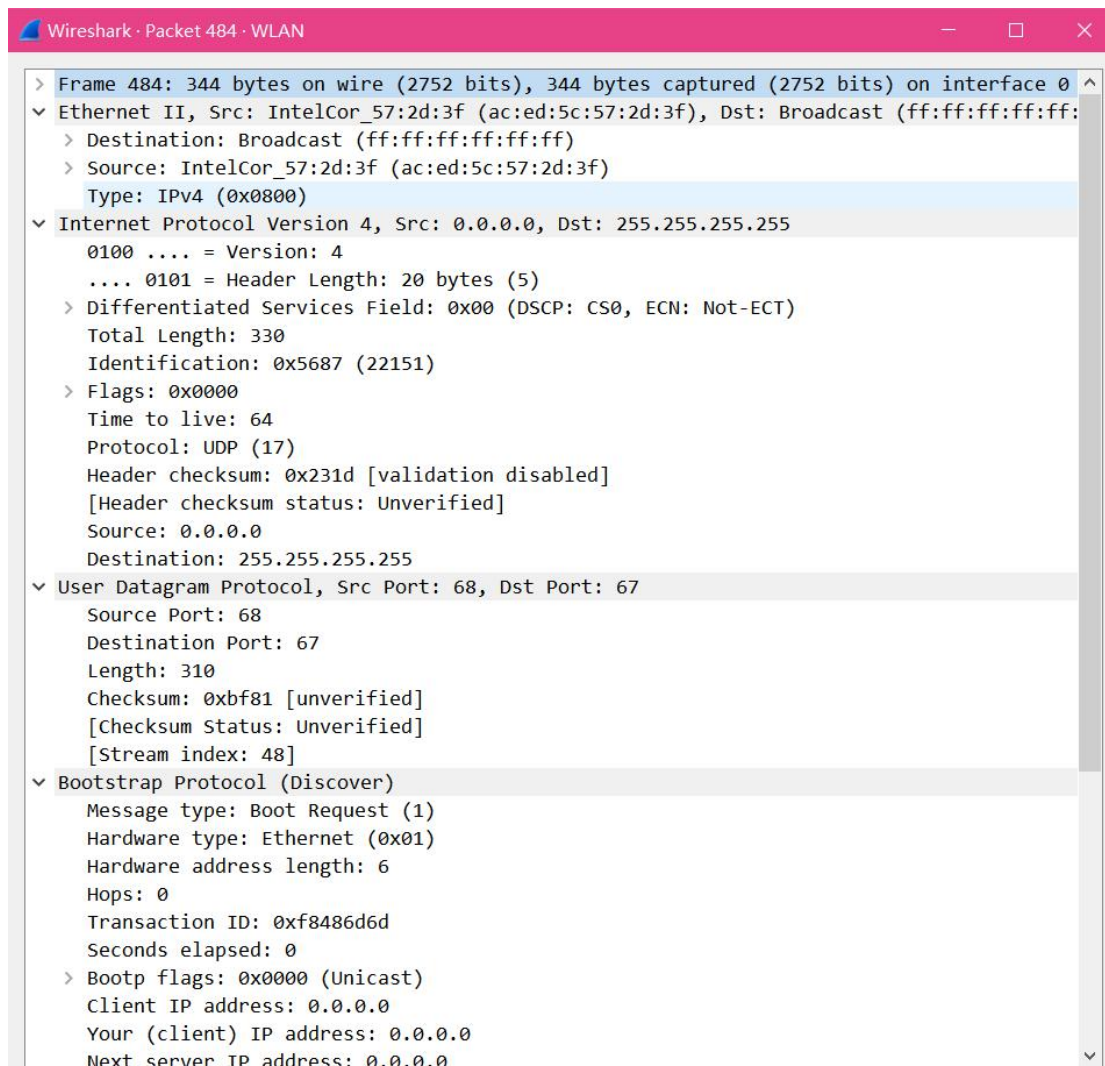 Wireshark · Packet 484 · WLAN
Frame 484: 344 bytes on wire (2752 bits), 344 bytes captured (2752 bits) on interface 0
Ethernet II, Src: IntelCor_57:2d:3f (ac:ed:5c:57:2d:3f), Dst: Broadcast (ff:ff:ff:ff:ff:
Destination: Broadcast (ff:ff:ff:ff:ff:ff)
Source: IntelCor_57:2d:3f (ac:ed:5c:57:2d:3f)
Type: IPv4 (0x0800)
Internet Protocol Version 4, Src: 0.0.0.0, Dst: 255.255.255.255
0100 .... = Version: 4
.... 0101 = Header Length: 20 bytes (5)
Differentiated Services Field: 0x00 (DSCP: CS0, ECN: Not-ECT)
Total Length: 330
Identification: 0x5687 (22151)
Flags: 0x0000
Time to live: 64
Protocol: UDP (17)
Header checksum: 0x231d [validation disabled]
[Header checksum status: Unverified]
Source: 0.0.0.0
Destination: 255.255.255.255
User Datagram Protocol, Src Port: 68, Dst Port: 67
Source Port: 68
Destination Port: 67
Length: 310
Checksum: 0xbf81 [unverified]
[Checksum Status: Unverified]
[Stream index: 48]
Bootstrap Protocol (Discover)
Message type: Boot Request (1)
Hardware type: Ethernet (0x01)
Hardware address length: 6
Hops: 0
Transaction ID: 0xf8486d6d
Seconds elapsed: 0
Bootp flags: 0x0000 (Unicast)
Client IP address: 0.0.0.0
Your (client) IP address: 0.0.0.0
Next server IP address: 0.0.0.0